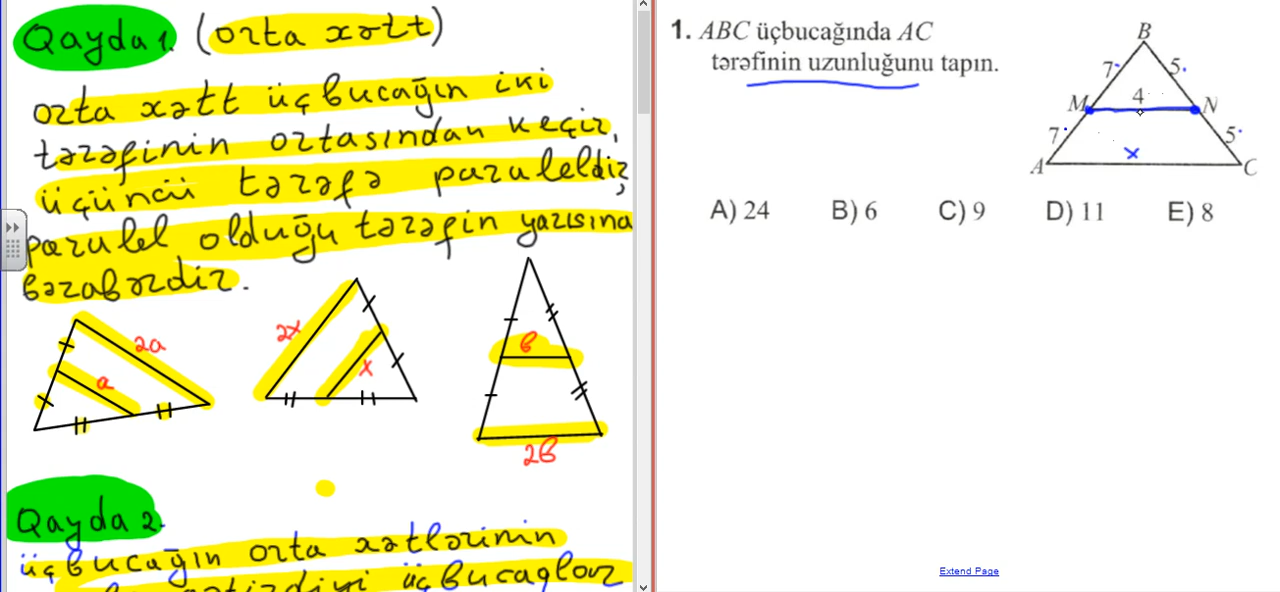 Qayda 1. (orta xətt)
orta xətt üçbucağın iki
tərəfinin ortasından keçir,
üçüncü tərəfə paraleldir,
paralel olduğu tərəfin yarısına
bərabərdir.
2a
a
2x
x
b
2b
Qayda 2.
üçbucağın orta xətlərinin
üçbucaqlar
1. ABC üçbucağında AC
tərəfinin uzunluğunu tapın.
B
7 5
M 4 N
7 5
A x C
A) 24 B) 6 C) 9 D) 11 E) 8
Extend Page